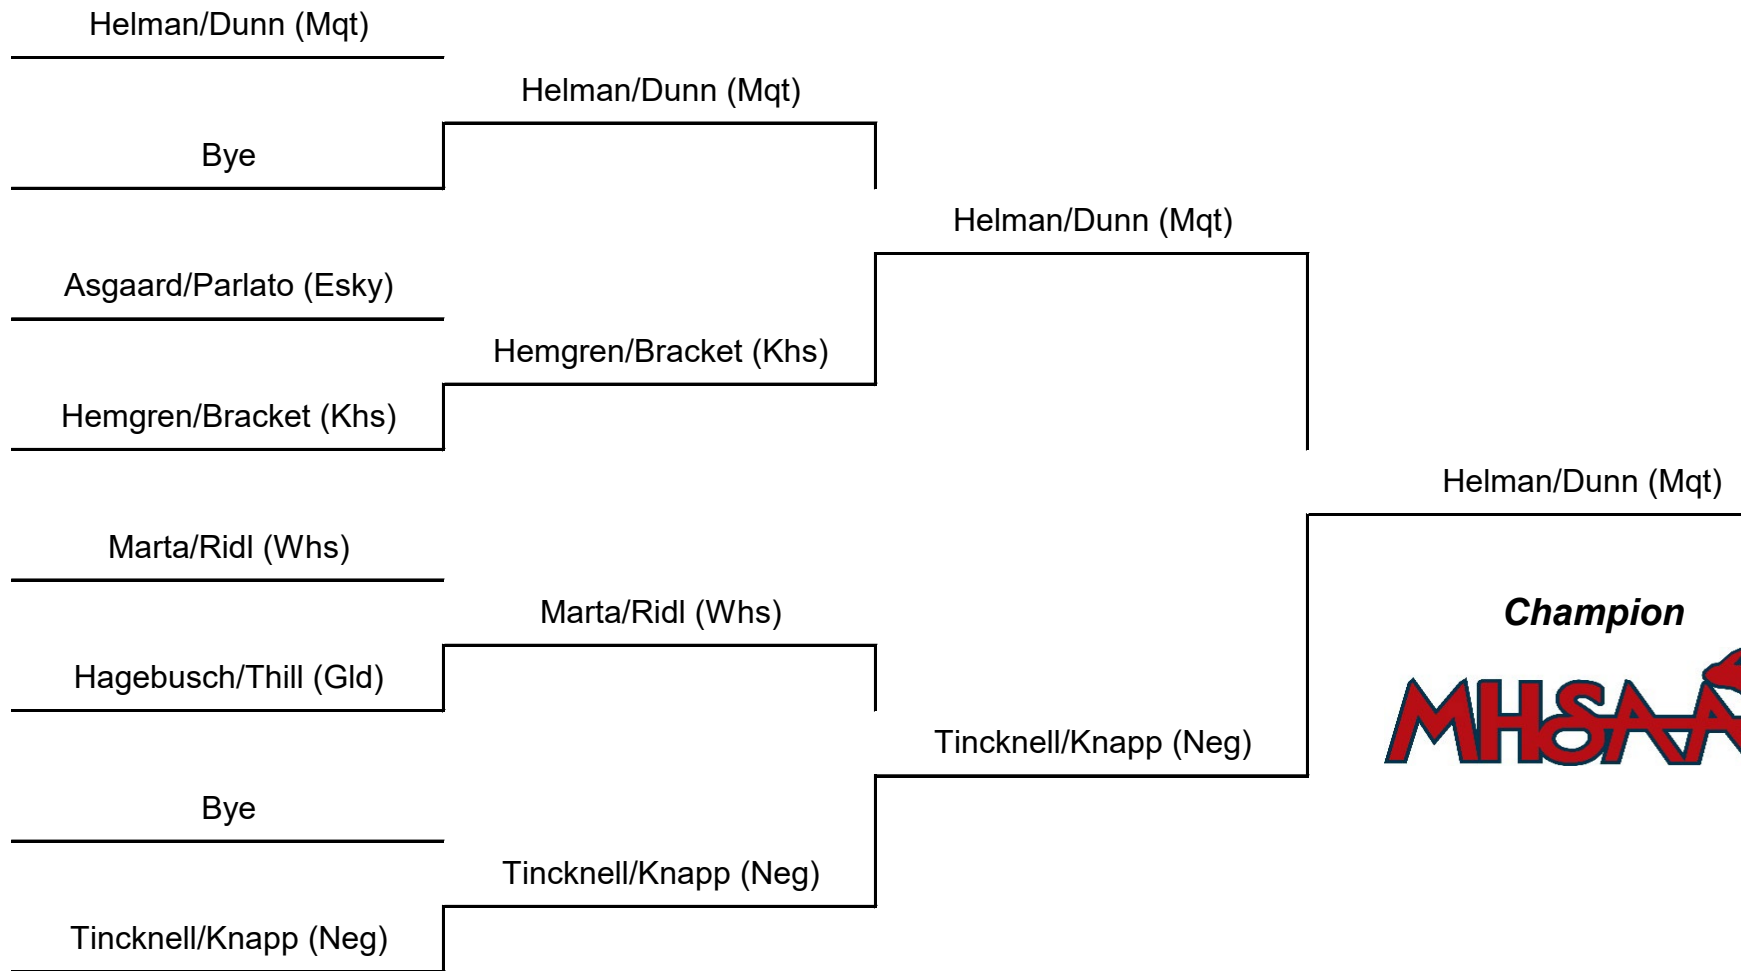 Helman/Dunn (Mqt)
Helman/Dunn (Mqt)
Bye
Helman/Dunn (Mqt)
Asgaard/Parlato (Esky)
Hemgren/Bracket (Khs)
Hemgren/Bracket (Khs)
Helman/Dunn (Mqt)
Marta/Ridl (Whs)
Marta/Ridl (Whs)
Champion
Hagebusch/Thill (Gld)
MHSAA
Tincknell/Knapp (Neg)
Bye
Tincknell/Knapp (Neg)
Tincknell/Knapp (Neg)